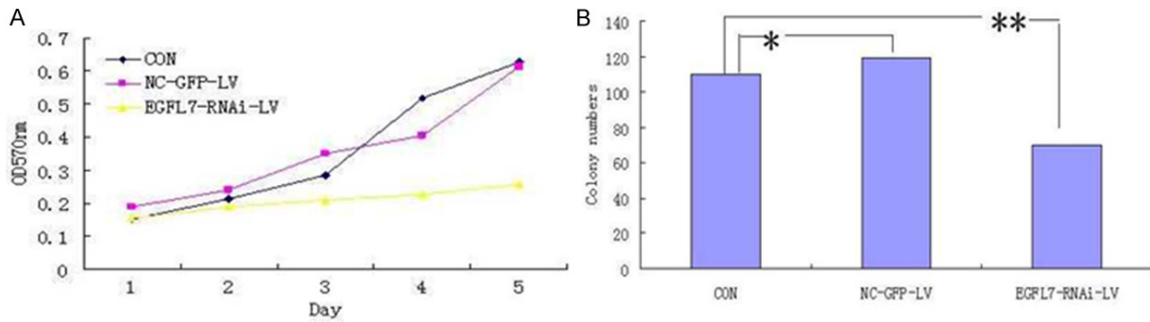 A
0.7
0.6
0.5
0.4
0.3
0.2
0.1
0
OD570nm
CON
NC-GFP-LV
EGFL7-RNAi-LV
1 2 3 4 5
Day
B
140
120
100
80
60
40
20
0
Colony numbers
*
**
CON NC-GFP-LV EGFL7-RNAi-LV